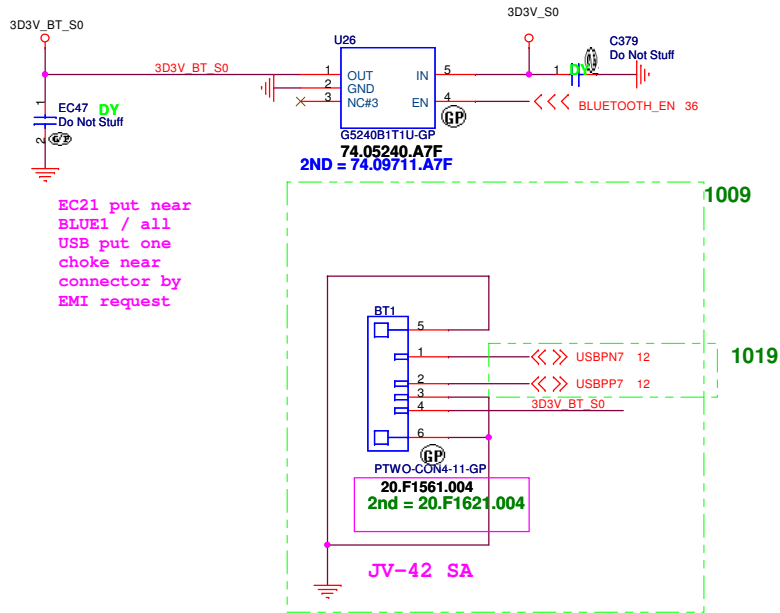 3D3V_BT_S0
3D3V_S0
3D3V_BT_S0
U26
C379
Do Not Stuff
1 OUT IN 5
2 GND
3 NC#3 EN 4
1 DY
BLUETOOTH_EN 36
GP
G5240B1T1U-GP
74.05240.A7F
2ND = 74.09711.A7F
1
EC47 DY
Do Not Stuff
2
EC21 put near
BLUE1 / all
USB put one
choke near
connector by
EMI request
1009
BT1
5
1 USBPN7 12
1019
2 USBPP7 12
3
4 3D3V_BT_S0
6
GP
PTWO-CON4-11-GP
20.F1561.004
2nd = 20.F1621.004
JV-42 SA